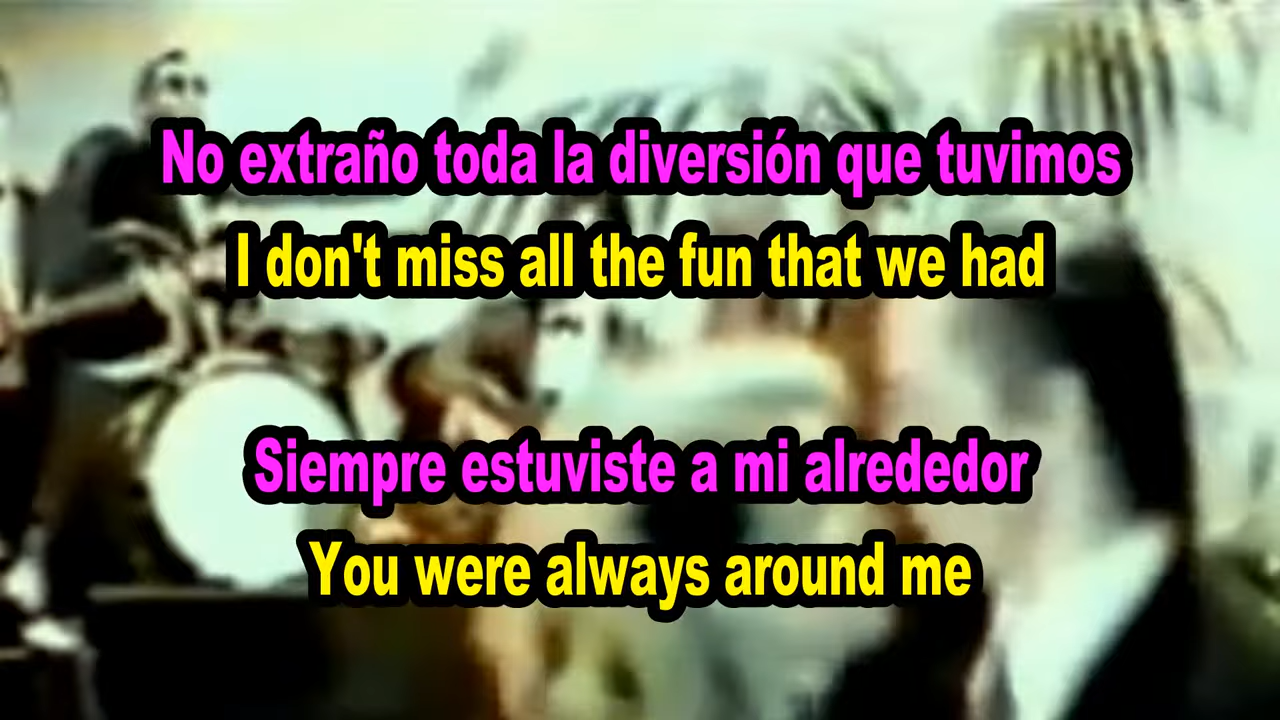 No extraño toda la diversión que tuvimos
I don't miss all the fun that we had
Siempre estuviste a mi alrededor
You were always around me